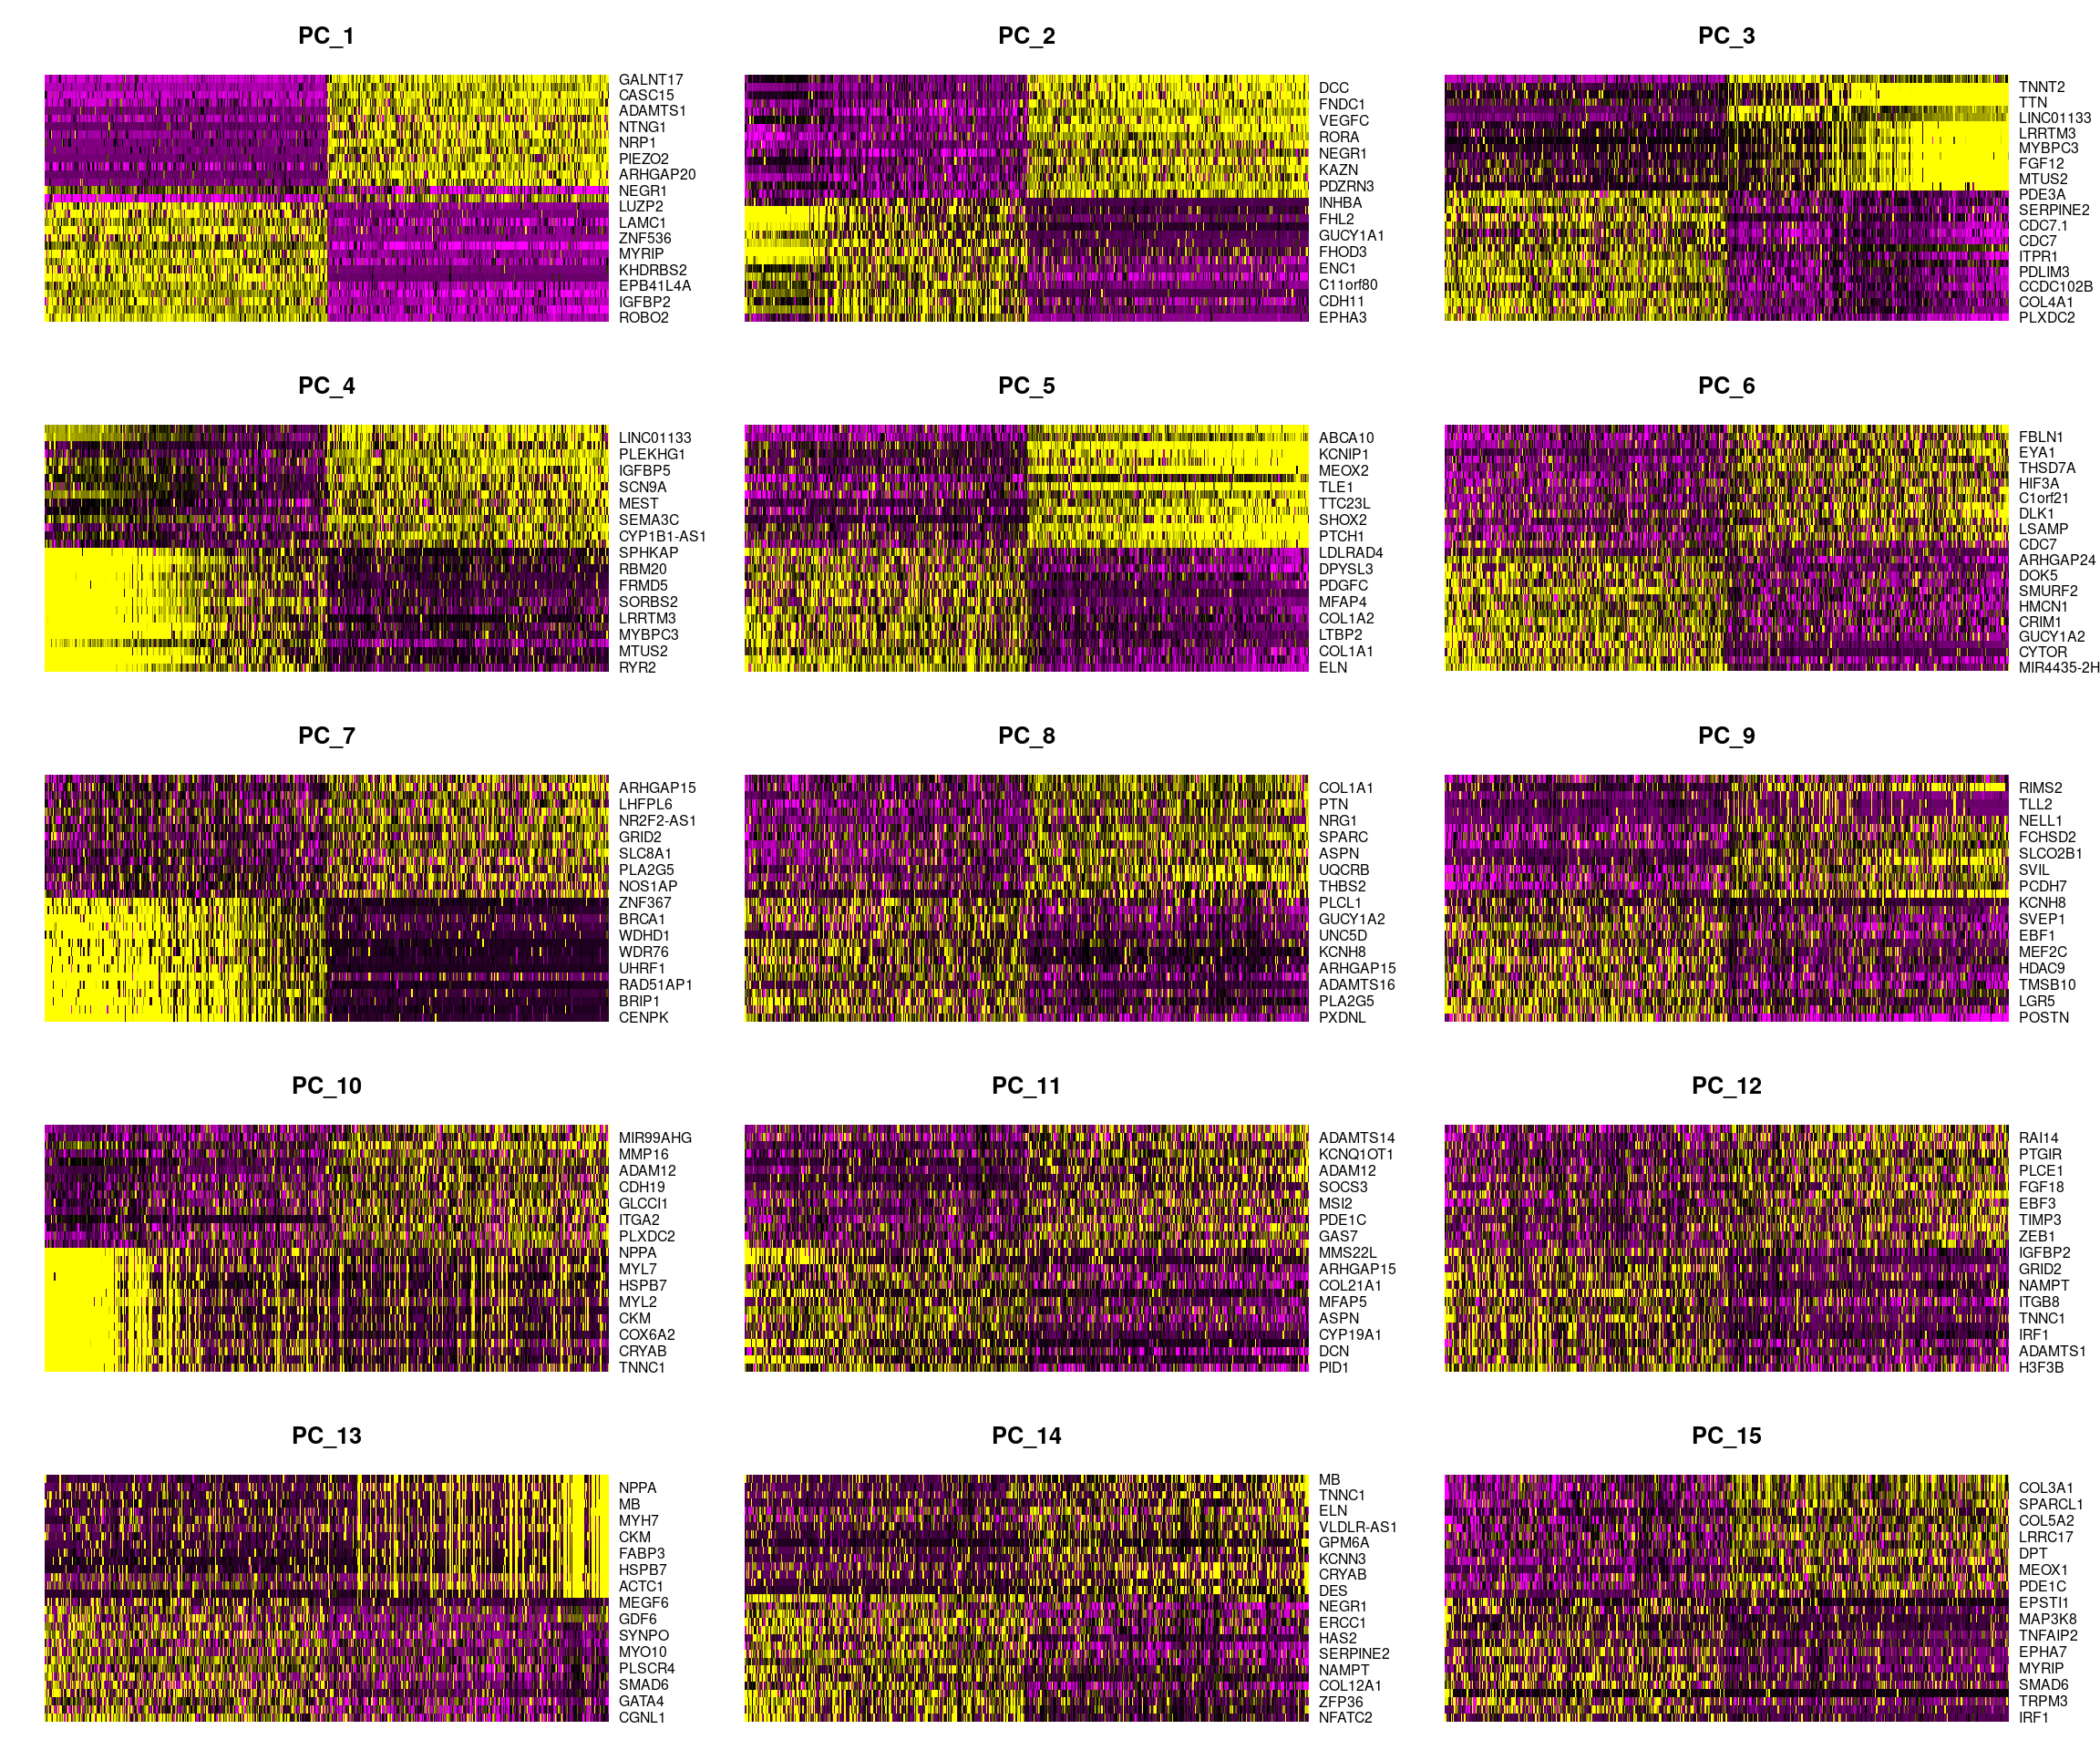 PC_1
GALNT17
CASC15
ADAMTS1
NTNG1
NRP1
PIEZO2
ARHGAP20
NEGR1
LUZP2
LAMC1
ZNF536
MYRIP
KHDRBS2
EPB41L4A
IGFBP2
ROBO2
PC_2
DCC
FNDC1
VEGFC
RORA
NEGR1
KAZN
PDZRN3
INHBA
FHL2
GUCY1A1
FHOD3
ENC1
C11orf80
CDH11
EPHA3
PC_3
TNNT2
TTN
LINC01133
LRRTM3
MYBPC3
FGF12
MTUS2
PDE3A
SERPINE2
CDC7.1
CDC7
ITPR1
PDLIM3
CCDC102B
COL4A1
PLXDC2
PC_4
LINC01133
PLEKHG1
IGFBP5
SCN9A
MEST
SEMA3C
CYP1B1-AS1
SPHKAP
RBM20
FRMD5
SORBS2
LRRTM3
MYBPC3
MTUS2
RYR2
PC_5
ABCA10
KCNIP1
MEOX2
TLE1
TTC23L
SHOX2
PTCH1
LDLRAD4
DPYSL3
PDGFC
MFAP4
COL1A2
LTBP2
COL1A1
ELN
PC_6
FBLN1
EYA1
THSD7A
HIF3A
C1orf21
DLK1
LSAMP
CDC7
ARHGAP24
DOK5
SMURF2
HMCN1
CRIM1
GUCY1A2
CYTOR
MIR4435-2H
PC_7
ARHGAP15
LHFPL6
NR2F2-AS1
GRID2
SLC8A1
PLA2G5
NOS1AP
ZNF367
BRCA1
WDHD1
WDR76
UHRF1
RAD51AP1
BRIP1
CENPK
PC_8
COL1A1
PTN
NRG1
SPARC
ASPN
UQCRB
THBS2
PLCL1
GUCY1A2
UNC5D
KCNH8
ARHGAP15
ADAMTS16
PLA2G5
PXDNL
PC_9
RIMS2
TLL2
NELL1
FCHSD2
SLCO2B1
SVIL
PCDH7
KCNH8
SVEP1
EBF1
MEF2C
HDAC9
TMSB10
LGR5
POSTN
PC_10
MIR99AHG
MMP16
ADAM12
CDH19
GLCCI1
ITGA2
PLXDC2
NPPA
MYL7
HSPB7
MYL2
CKM
COX6A2
CRYAB
TNNC1
PC_11
ADAMTS14
KCNQ1OT1
ADAM12
SOCS3
MSI2
PDE1C
GAS7
MMS22L
ARHGAP15
COL21A1
MFAP5
ASPN
CYP19A1
DCN
PID1
PC_12
RAI14
PTGIR
PLCE1
FGF18
EBF3
TIMP3
ZEB1
IGFBP2
GRID2
NAMPT
ITGB8
TNNC1
IRF1
ADAMTS1
H3F3B
PC_13
NPPA
MB
MYH7
CKM
FABP3
HSPB7
ACTC1
MEGF6
GDF6
SYNPO
MYO10
PLSCR4
SMAD6
GATA4
CGNL1
PC_14
MB
TNNC1
ELN
VLDLR-AS1
GPM6A
KCNN3
CRYAB
DES
NEGR1
ERCC1
HAS2
SERPINE2
NAMPT
COL12A1
ZFP36
NFATC2
PC_15
COL3A1
SPARCL1
COL5A2
LRRC17
DPT
MEOX1
PDE1C
EPSTI1
MAP3K8
TNFAIP2
EPHA7
MYRIP
SMAD6
TRPM3
IRF1